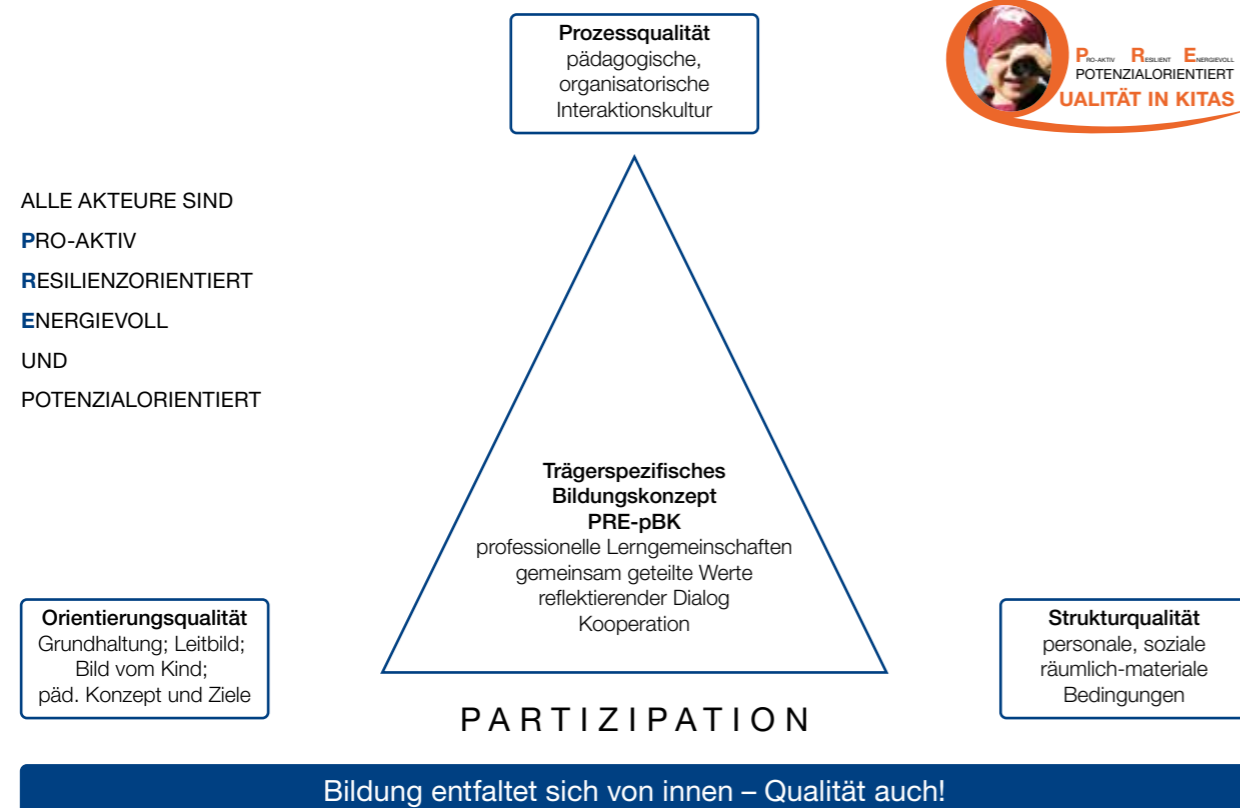 Prozessqualität
pädagogische,
organisatorische
Interaktionskultur
PRO-AKTIV RESILIENT ENERGIEVOLL
POTENZIALORIENTIERT
UALITÄT IN KITAS
ALLE AKTEURE SIND
PRO-AKTIV
RESILIENZORIENTIERT
ENERGIEVOLL
UND
POTENZIALORIENTIERT
Trägerspezifisches
Bildungskonzept
PRE-pBK
professionelle Lerngemeinschaften
gemeinsam geteilte Werte
reflektierender Dialog
Kooperation
Orientierungsqualität
Grundhaltung; Leitbild;
Bild vom Kind;
päd. Konzept und Ziele
Strukturqualität
personale, soziale
räumlich-materiale
Bedingungen
PARTIZIPATION
Bildung entfaltet sich von innen – Qualität auch!